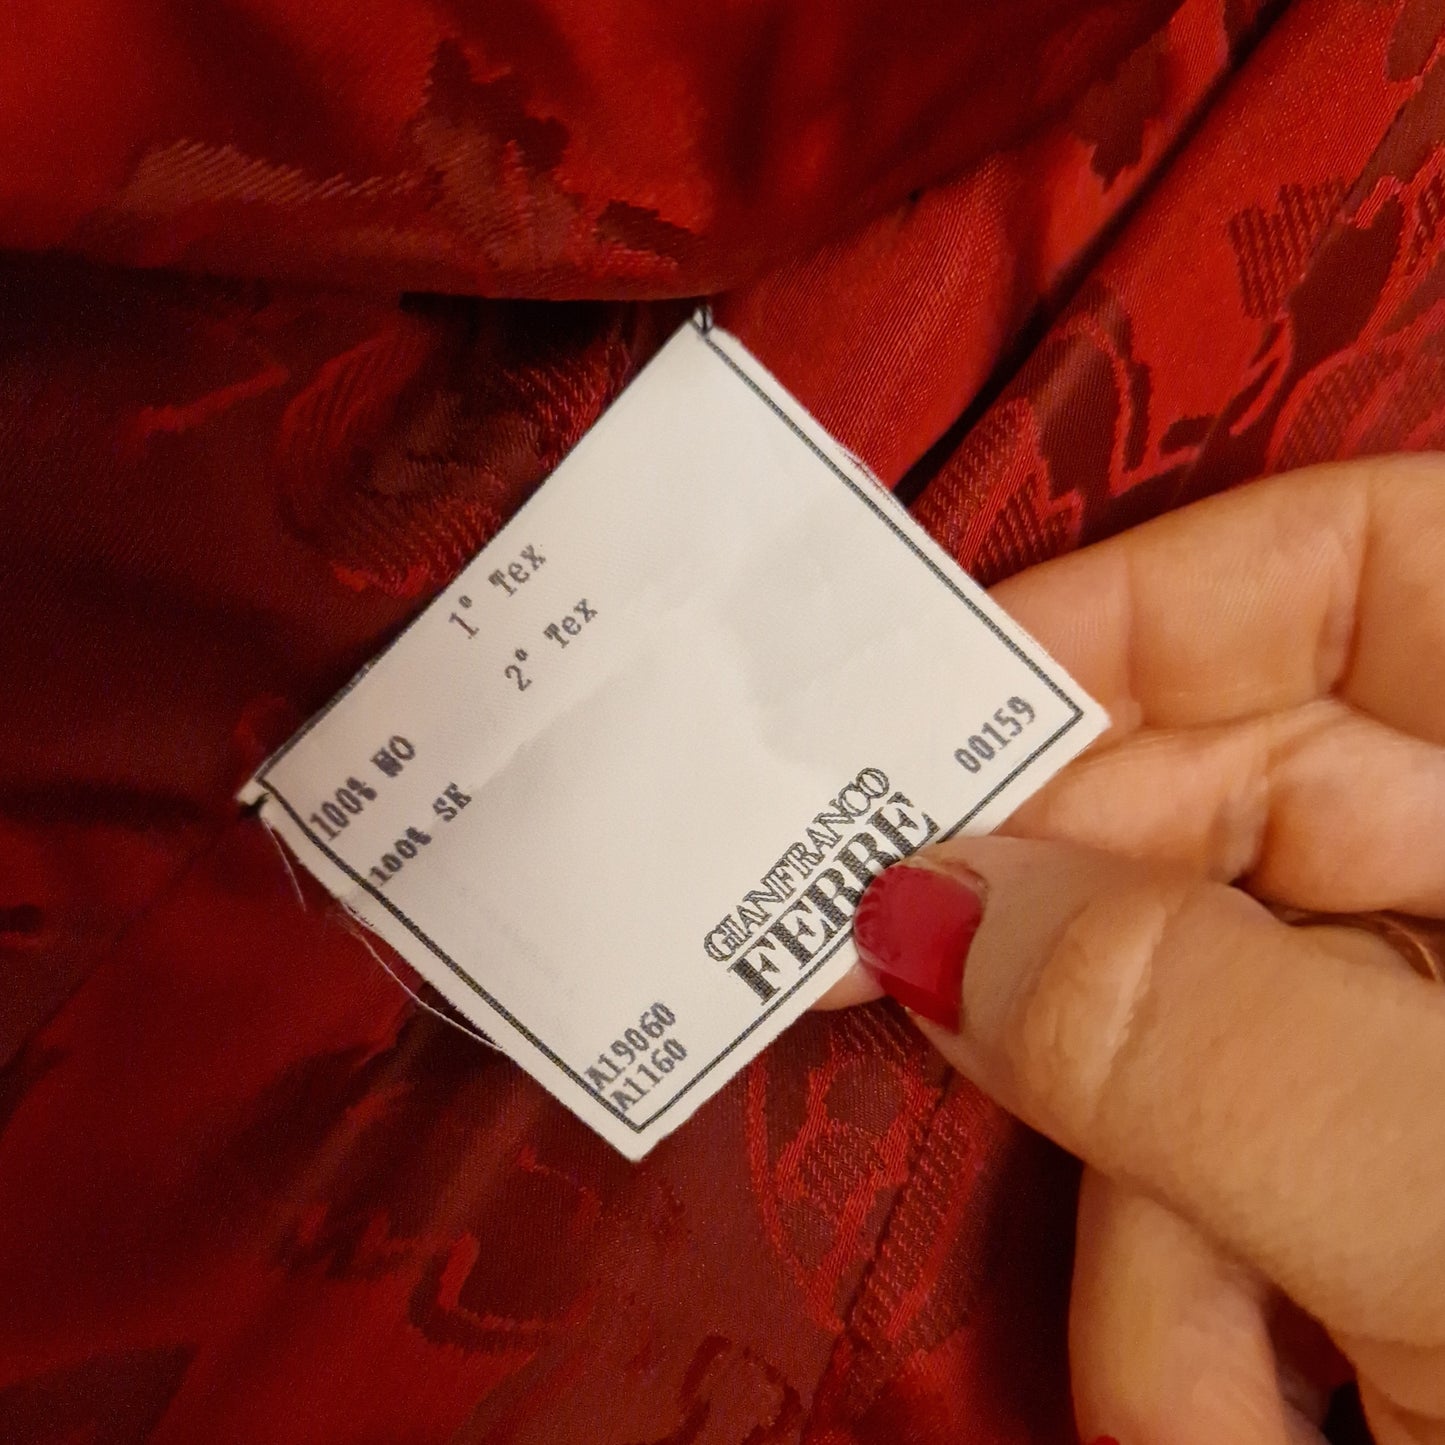 1° Tex
2° Tex
100% WO
100% SE
00159
GIANFRANCO
FERRE
A19060
A1160